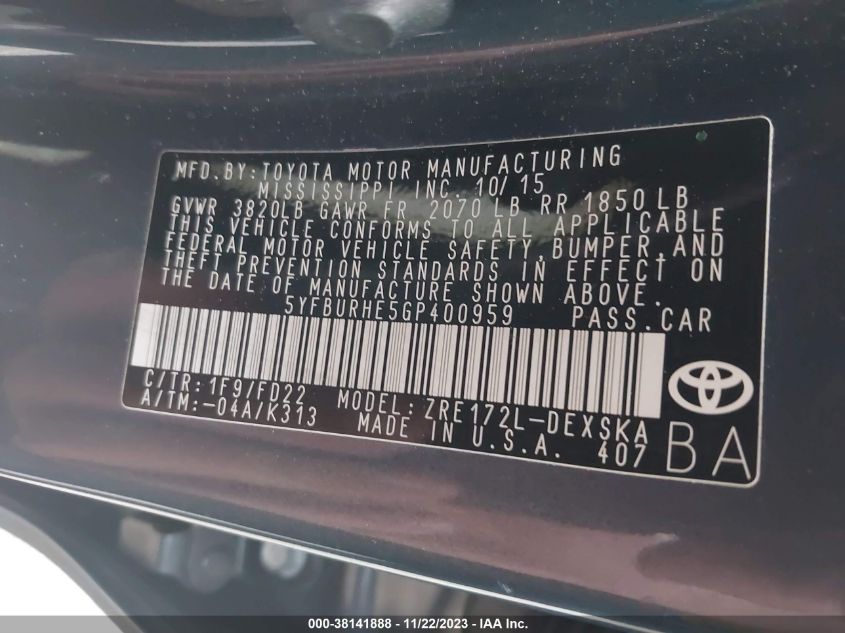 MFD. BY: TOYOTA MOTOR MANUFACTURING
MISSISSIPPI INC. 10/15
GVWR 3820LB GAWR FR 2070 LB RR 1850 LB
THIS VEHICLE CONFORMS TO ALL APPLICABLE
FEDERAL MOTOR VEHICLE SAFETY, BUMPER, AND
THEFT PREVENTION STANDARDS IN EFFECT ON
THE DATE OF MANUFACTURE SHOWN ABOVE.
5YFBURHE5GP400959 PASS. CAR
C/TR: 1F9/FD22 MODEL: ZRE172L-DEXSKA
A/TM: -04A/K313 MADE IN U.S.A. 407
BA
000-38141888 - 11/22/2023 - IAA Inc.